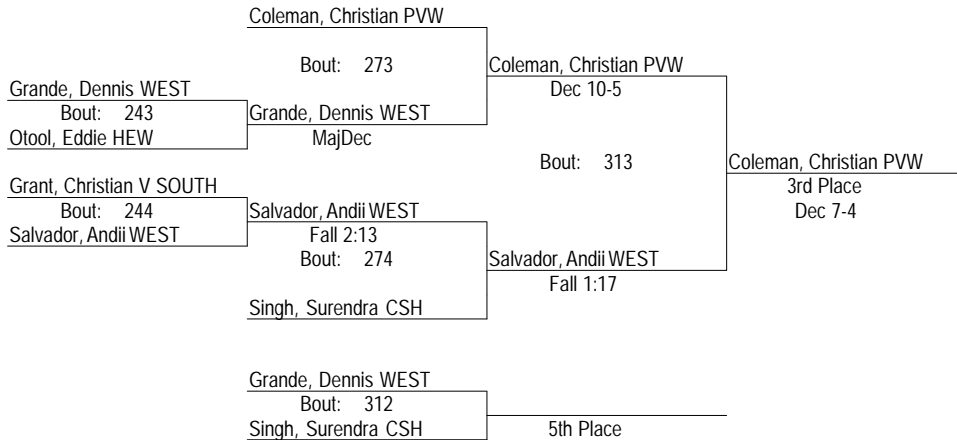 Coleman, Christian PVW
Bout: 273
Coleman, Christian PVW
Dec 10-5
Grande, Dennis WEST
Bout: 243
Otool, Eddie HEW
Grande, Dennis WEST
MajDec
Bout: 313
Coleman, Christian PVW
3rd Place
Dec 7-4
Grant, Christian V SOUTH
Bout: 244
Salvador, Andii WEST
Salvador, Andii WEST
Fall 2:13
Bout: 274
Salvador, Andii WEST
Fall 1:17
Singh, Surendra CSH
Grande, Dennis WEST
Bout: 312
Singh, Surendra CSH
5th Place